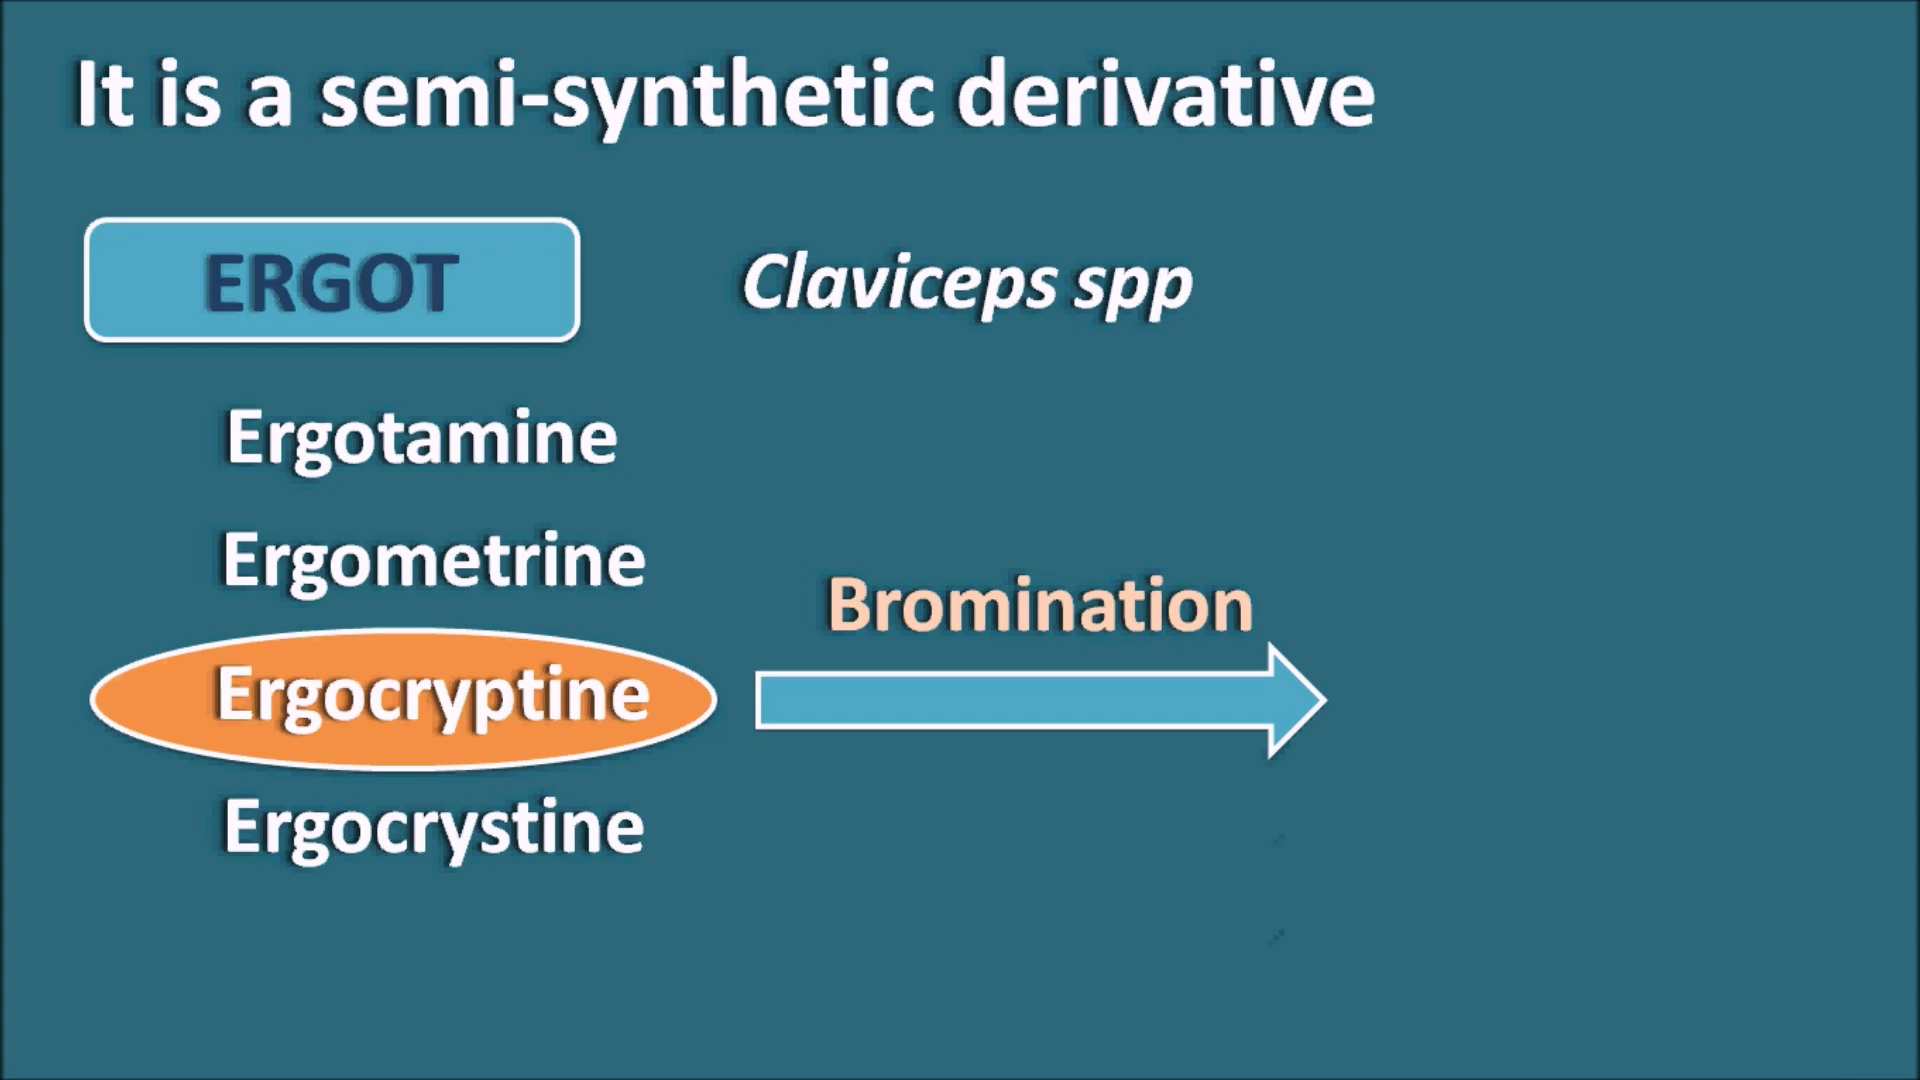 It is a semi-synthetic derivative
ERGOT
Claviceps spp
Ergotamine
Ergometrine
Bromination
Ergocryptine
Ergocrystine